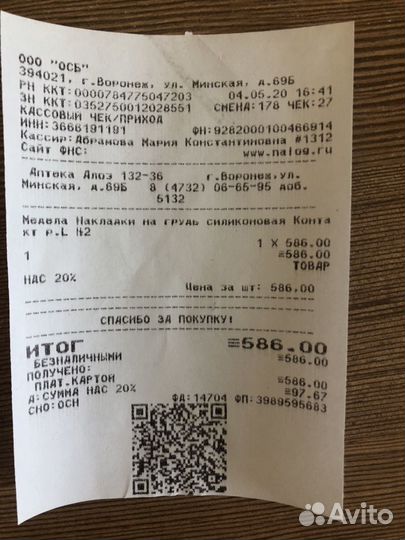 ООО "ОСБ"
394021, г.Воронеж, ул. Минская, д.69Б
РН ККТ:0000784775047203 04.05.20 16:41
ЗН ККТ:0352750012028551 СМЕНА:178 ЧЕК:27
КАССОВЫЙ ЧЕК/ПРИХОД
ИНН:3666191191 ФН:9282000100466914
Кассир:Абрамова Мария Константиновна #1312
Сайт ФНС: www.nalog.ru
Аптека Алоэ 132-36 г.Воронеж,ул.
Минская, д.69Б 8 (4732) 06-65-95 доб.
5132
Медела Накладки на грудь силиконовая Конта
кт р.L N2
1 X 586.00
1 ≡586.00
ТОВАР
НДС 20%
Цена за шт: 586.00
СПАСИБО ЗА ПОКУПКУ!
ИТОГ ≡586.00
БЕЗНАЛИЧНЫМИ ≡586.00
ПОЛУЧЕНО:
ПЛАТ.КАРТОЙ ≡586.00
А:СУММА НДС 20% ≡97.67
СНО:ОСН ФД:14704 ФП:3989595683
Avito